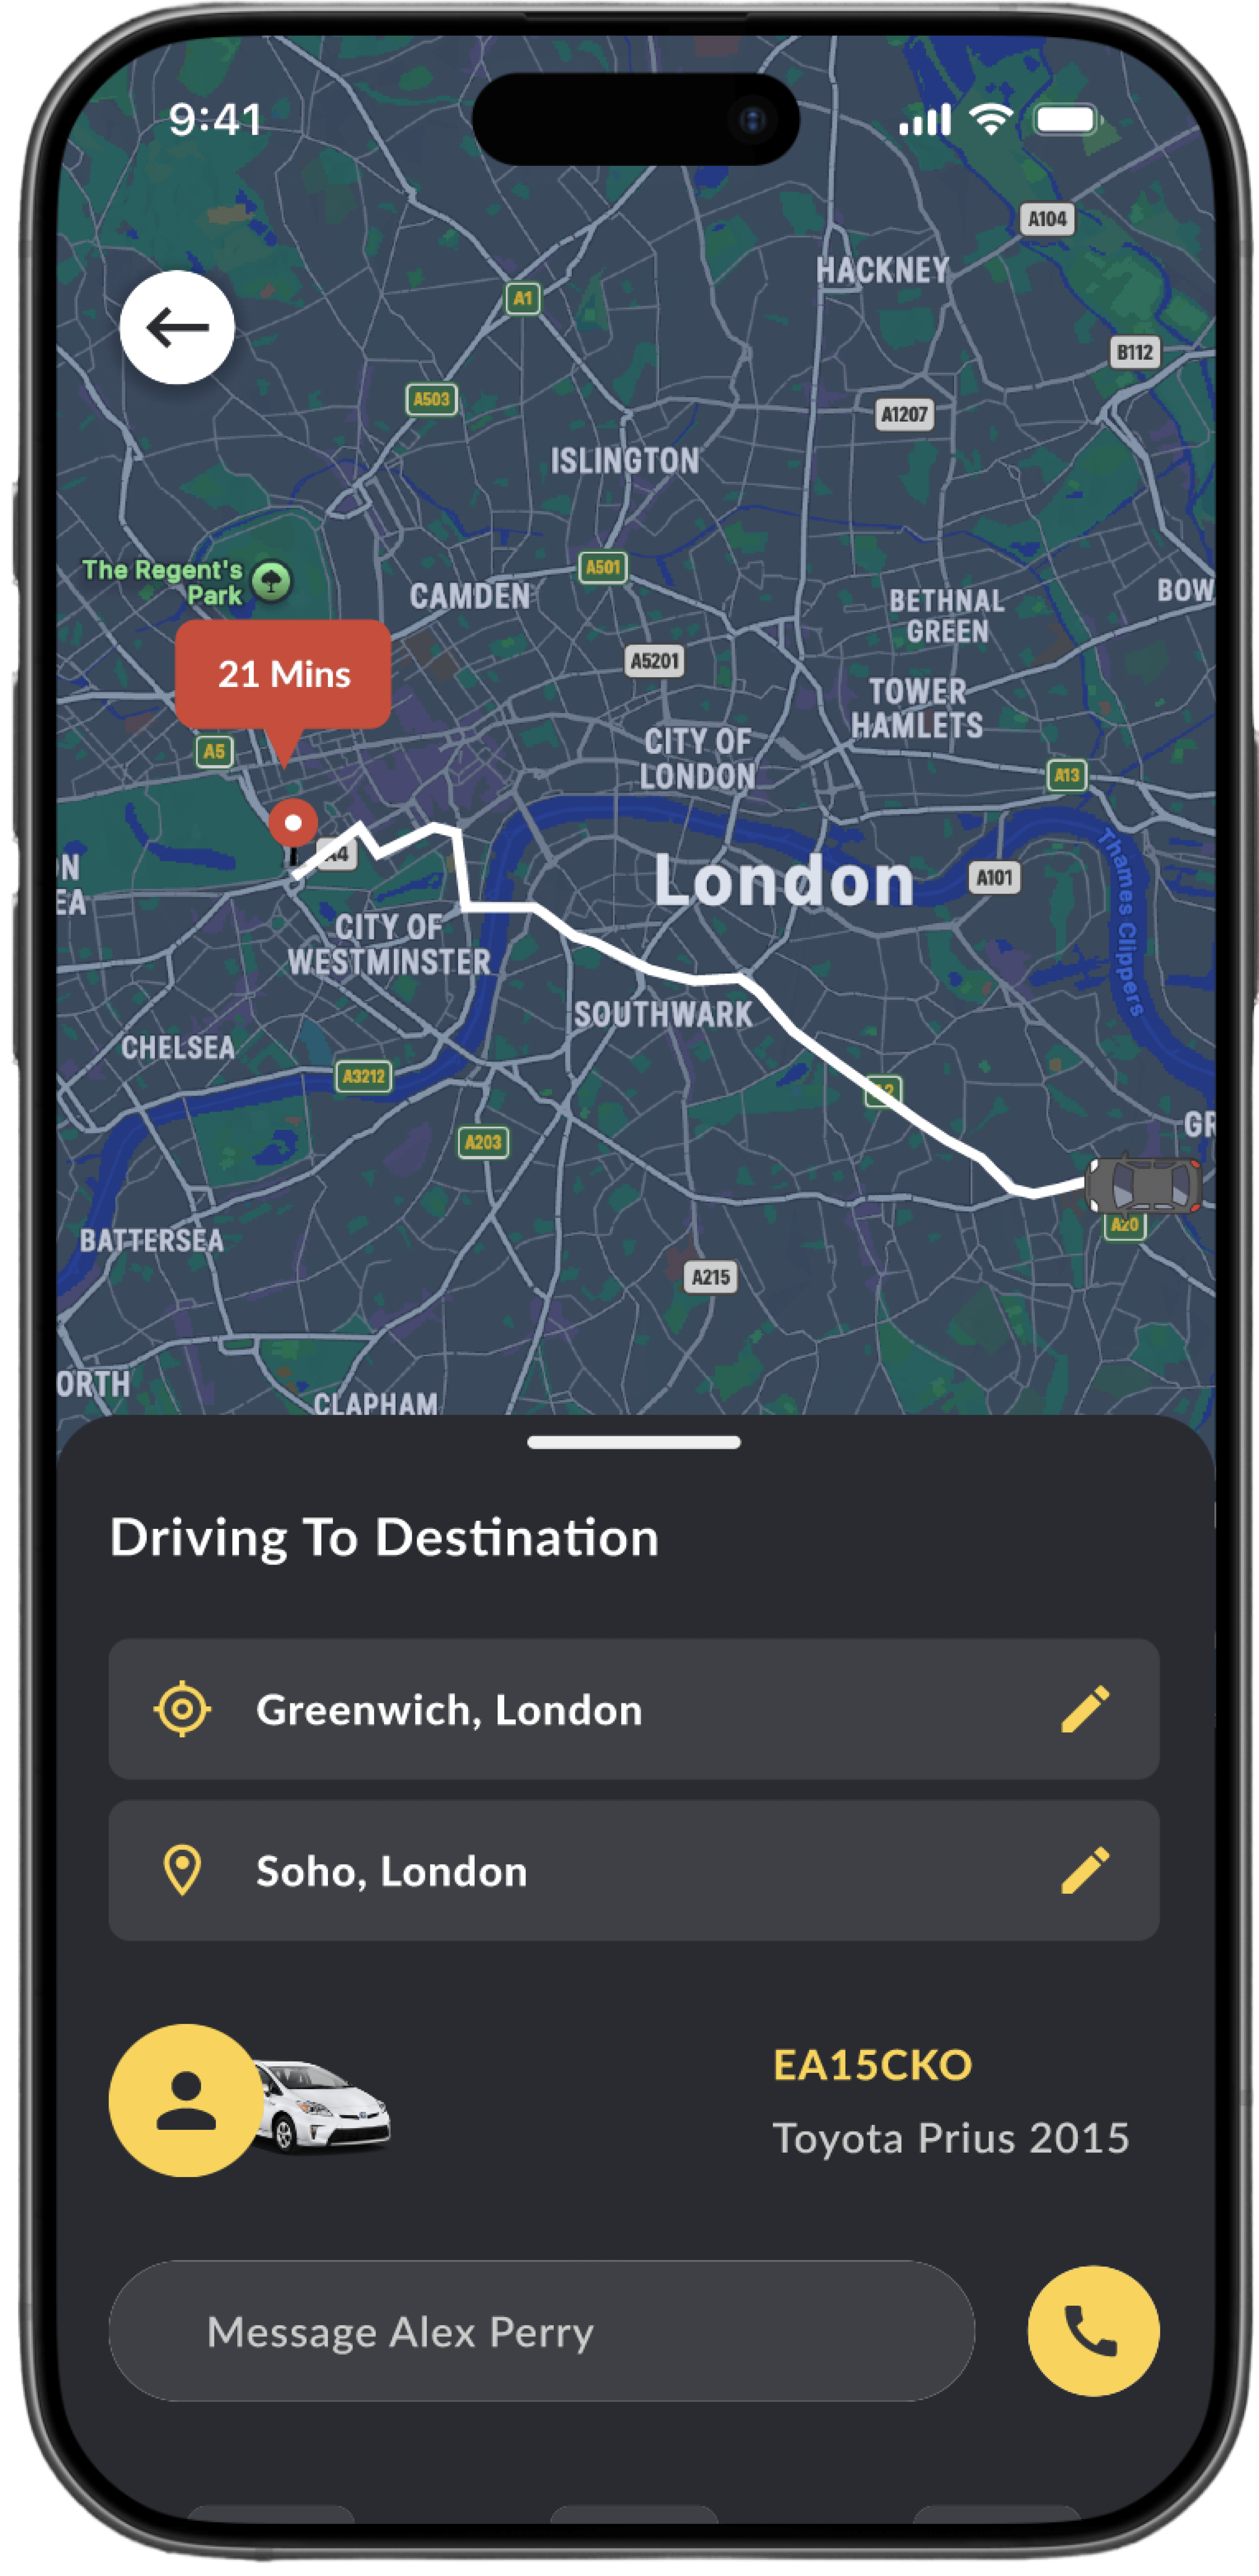 9:41
A104
HACKNEY
A1
B112
A503
A1207
ISLINGTON
The Regent's
Park
A501
CAMDEN
BETHNAL
GREEN
BOW
A5201
21 Mins
TOWER
HAMLETS
CITY OF
LONDON
A5
A13
A4
London
A101
Thames Clippers
CITY OF
WESTMINSTER
SOUTHWARK
CHELSEA
A3212
A2
GR
A203
A20
BATTERSEA
A215
ORTH
CLAPHAM
Driving To Destination
Greenwich, London
Soho, London
EA15CKO
Toyota Prius 2015
Message Alex Perry